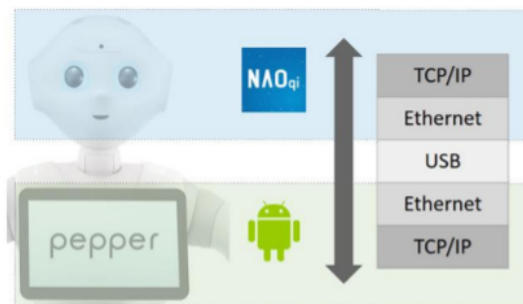 NAOqi
TCP/IP
Ethernet
USB
Ethernet
TCP/IP
pepper